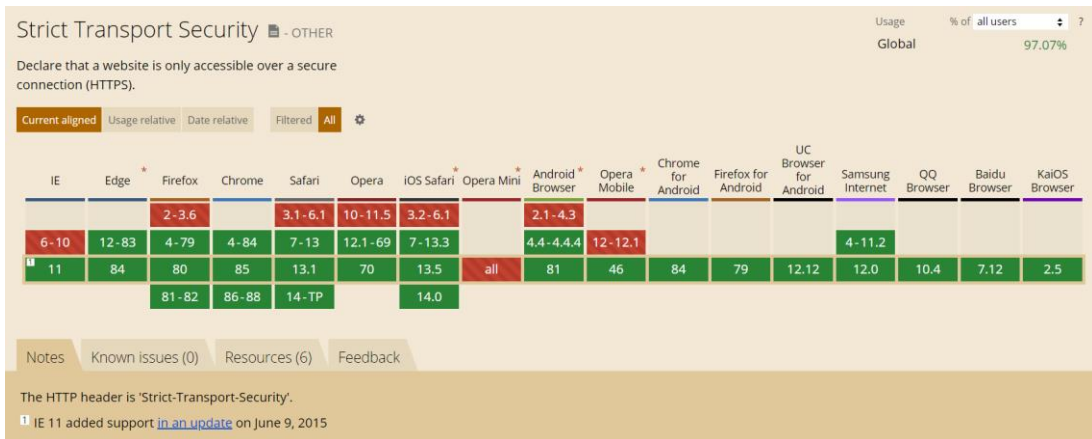 Strict Transport Security - OTHER
Usage % of all users ?
Global 97.07%
Declare that a website is only accessible over a secure
connection (HTTPS).
Current aligned Usage relative Date relative Filtered All
IE Edge * Firefox Chrome Safari Opera iOS Safari * Opera Mini * Android Browser * Opera Mobile * Chrome for Android Firefox for Android UC Browser for Android Samsung Internet QQ Browser Baidu Browser KaiOS Browser
2-3.6 3.1-6.1 10-11.5 3.2-6.1 2.1-4.3
6-10 12-83 4-79 4-84 7-13 12.1-69 7-13.3 4.4-4.4.4 12-12.1 4-11.2
1 11 84 80 85 13.1 70 13.5 all 81 46 84 79 12.12 12.0 10.4 7.12 2.5
81-82 86-88 14-TP 14.0
Notes Known issues (0) Resources (6) Feedback
The HTTP header is 'Strict-Transport-Security'.
1 IE 11 added support in an update on June 9, 2015